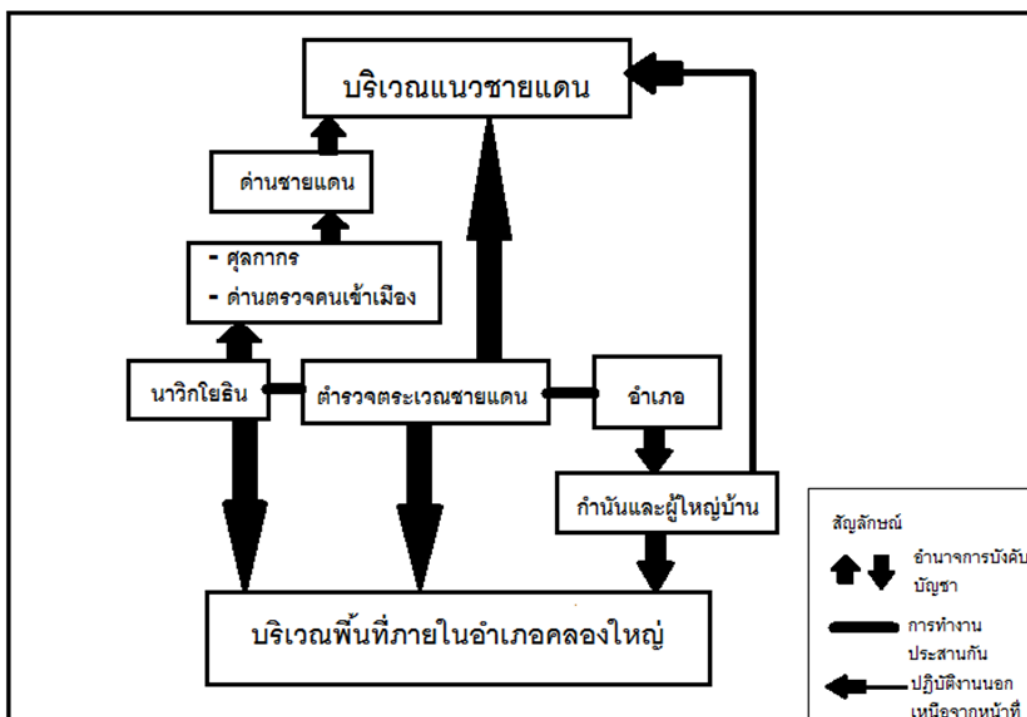 บริเวณแนวชายแดน
ด่านชายแดน
- ศุลกากร
- ด่านตรวจคนเข้าเมือง
นาวิกโยธิน
ตำรวจตระเวณชายแดน
อำเภอ
กำนันและผู้ใหญ่บ้าน
บริเวณพื้นที่ภายในอำเภอคลองใหญ่
สัญลักษณ์
อำนาจการบังคับ
บัญชา
การทำงาน
ประสานกัน
ปฏิบัติงานนอก
เหนือจากหน้าที่